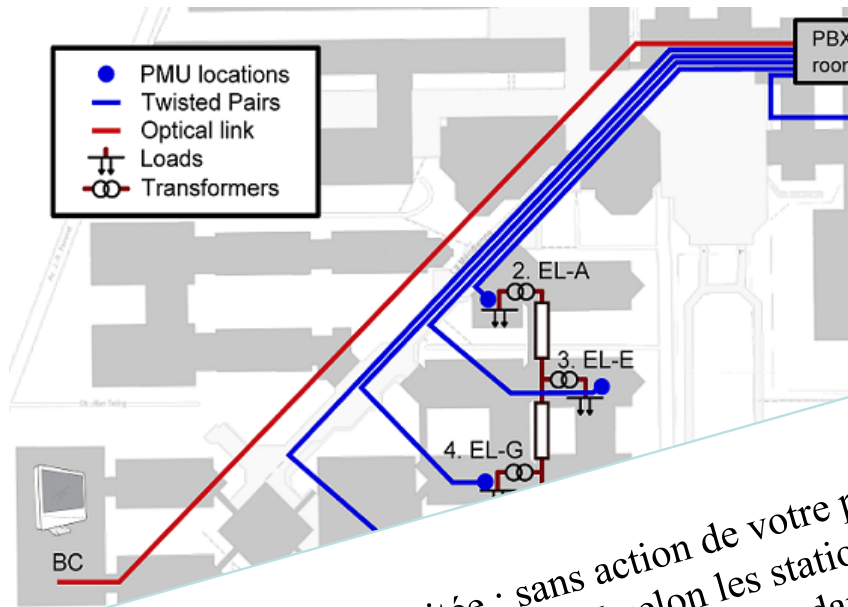 PMU locations
Twisted Pairs
Optical link
Loads
Transformers
PBX
room
2. EL-A
3. EL-E
4. EL-G
BC
: sans action de votre
selon les